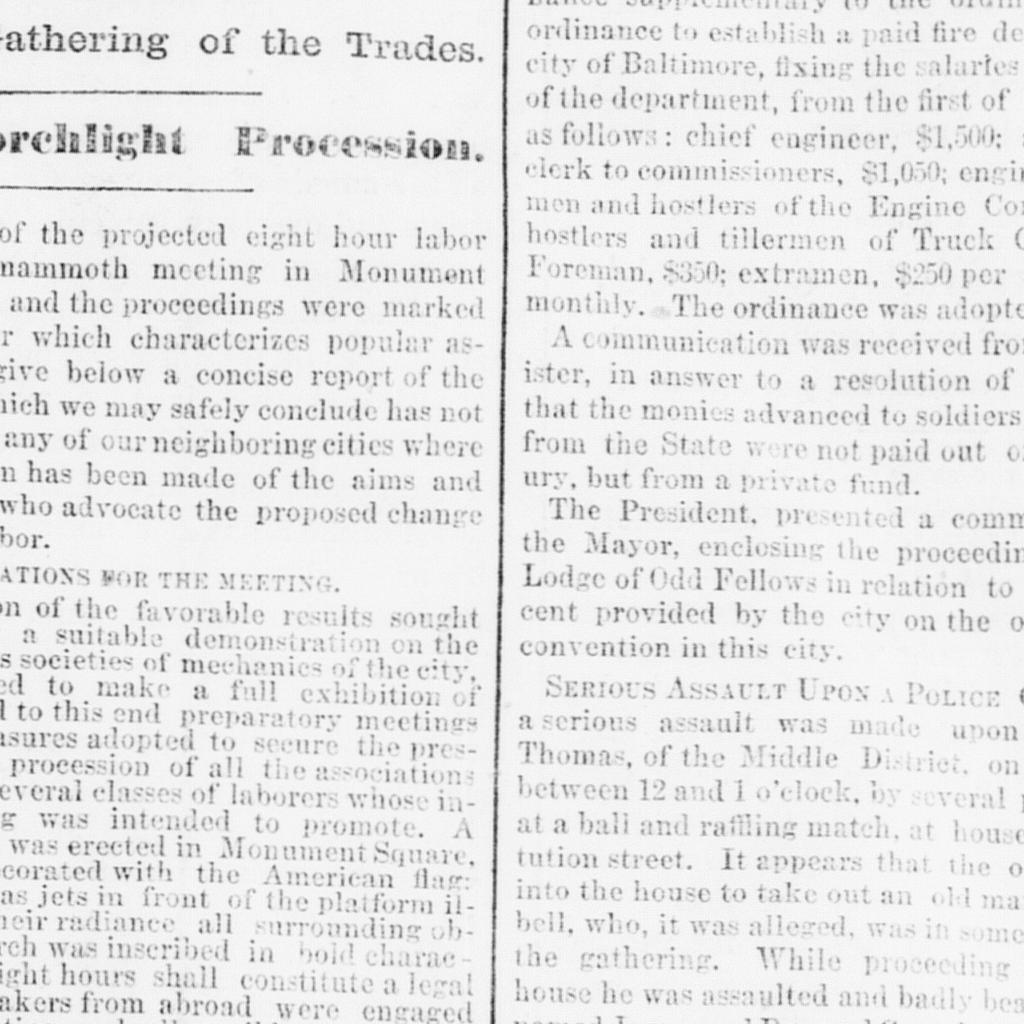 Gathering of the Trades.
orchlight Procession.
of the projected eight hour labor
mammoth meeting in Monument
and the proceedings were marked
r which characterizes popular as-
give below a concise report of the
hich we may safely conclude has not
any of our neighboring cities where
n has been made of the aims and
who advocate the proposed change
bor.
ATIONS FOR THE MEETING.
on of the favorable results sought
a suitable demonstration on the
s societies of mechanics of the city,
ed to make a full exhibition of
l to this end preparatory meetings
asures adopted to secure the pres-
procession of all the associations
everal classes of laborers whose in-
g was intended to promote. A
was erected in Monument Square,
corated with the American flag;
as jets in front of the platform il-
heir radiance all surrounding ob-
rch was inscribed in bold charac-
ight hours shall constitute a legal
akers from abroad were engaged
ordinance to establish a paid fire de
city of Baltimore, fixing the salaries
of the department, from the first of
as follows: chief engineer, $1,500;
clerk to commissioners, $1,050; engin
men and hostlers of the Engine Co
hostlers and tillermen of Truck C
Foreman, $350; extramen, $250 per
monthly. The ordinance was adopte
A communication was received fro
ister, in answer to a resolution of
that the monies advanced to soldiers
from the State were not paid out o
ury, but from a private fund.
The President, presented a comm
the Mayor, enclosing the proceedin
Lodge of Odd Fellows in relation to
cent provided by the city on the o
convention in this city.
SERIOUS ASSAULT UPON A POLICE
a serious assault was made upon
Thomas, of the Middle District, on
between 12 and 1 o'clock, by several
at a ball and raffling match, at house
tution street. It appears that the o
into the house to take out an old ma
bell, who, it was alleged, was in some
the gathering. While proceeding
house he was assaulted and badly bea